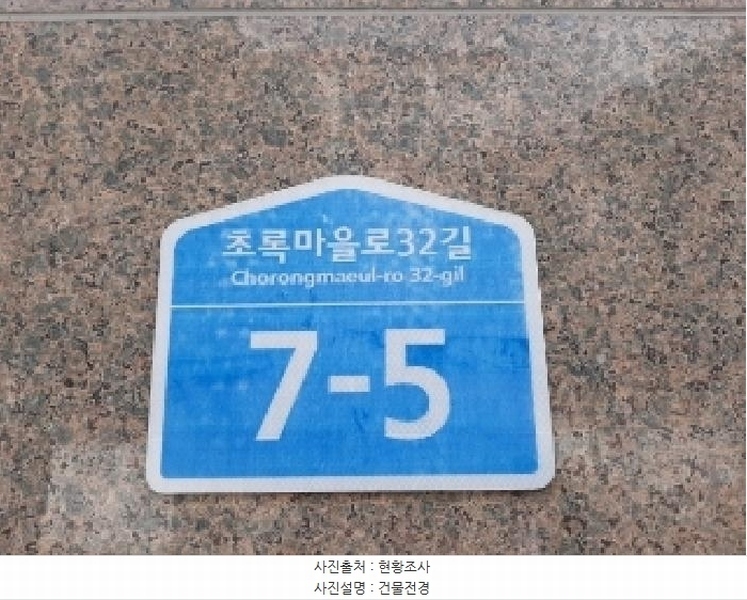 초록마을로32길
Chorongmaeul-ro 32-gil
7-5
사진출처 : 현황조사
사진설명 : 건물전경